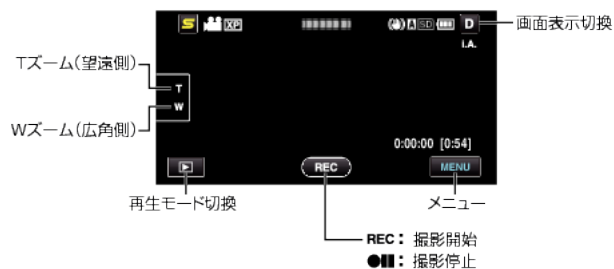 S XP A SD D
画面表示切換
i.A.
Tズーム(望遠側)
T
W
Wズーム(広角側)
0:00:00 [0:54]
REC
MENU
再生モード切換
メニュー
REC： 撮影開始
●▮▮： 撮影停止